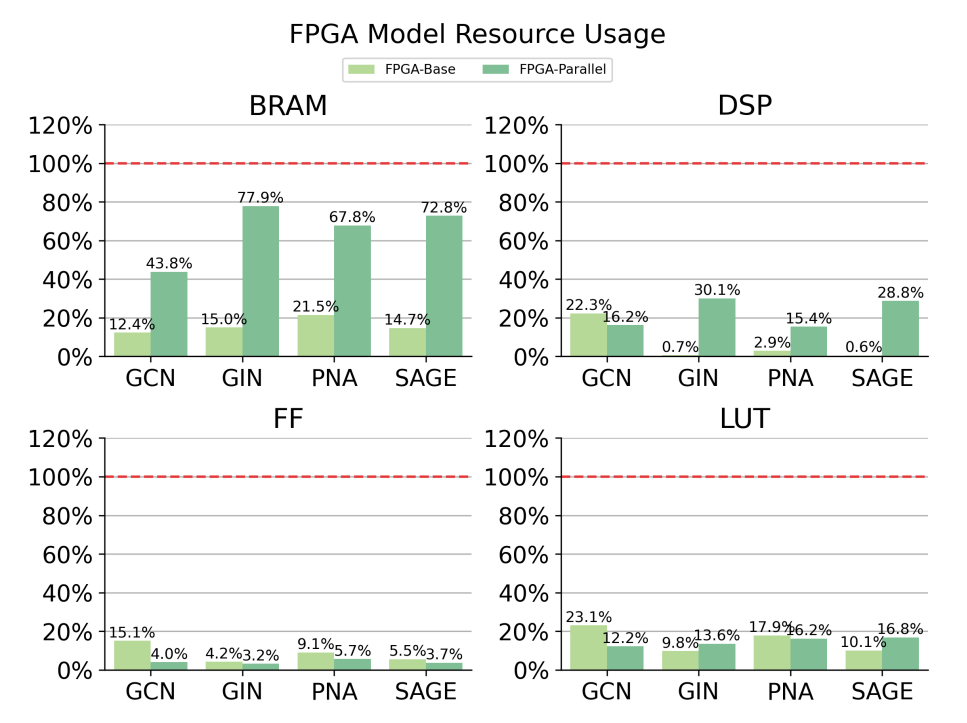 FPGA Model Resource Usage
FPGA-Base FPGA-Parallel
BRAM
120%
100%
80%
60%
40%
20%
0%
12.4% 43.8% 15.0% 77.9% 21.5% 67.8% 14.7% 72.8%
GCN GIN PNA SAGE
DSP
120%
100%
80%
60%
40%
20%
0%
22.3% 16.2% 0.7% 30.1% 2.9% 15.4% 0.6% 28.8%
GCN GIN PNA SAGE
FF
120%
100%
80%
60%
40%
20%
0%
15.1% 4.0% 4.2% 3.2% 9.1% 5.7% 5.5% 3.7%
GCN GIN PNA SAGE
LUT
120%
100%
80%
60%
40%
20%
0%
23.1% 12.2% 9.8% 13.6% 17.9% 16.2% 10.1% 16.8%
GCN GIN PNA SAGE